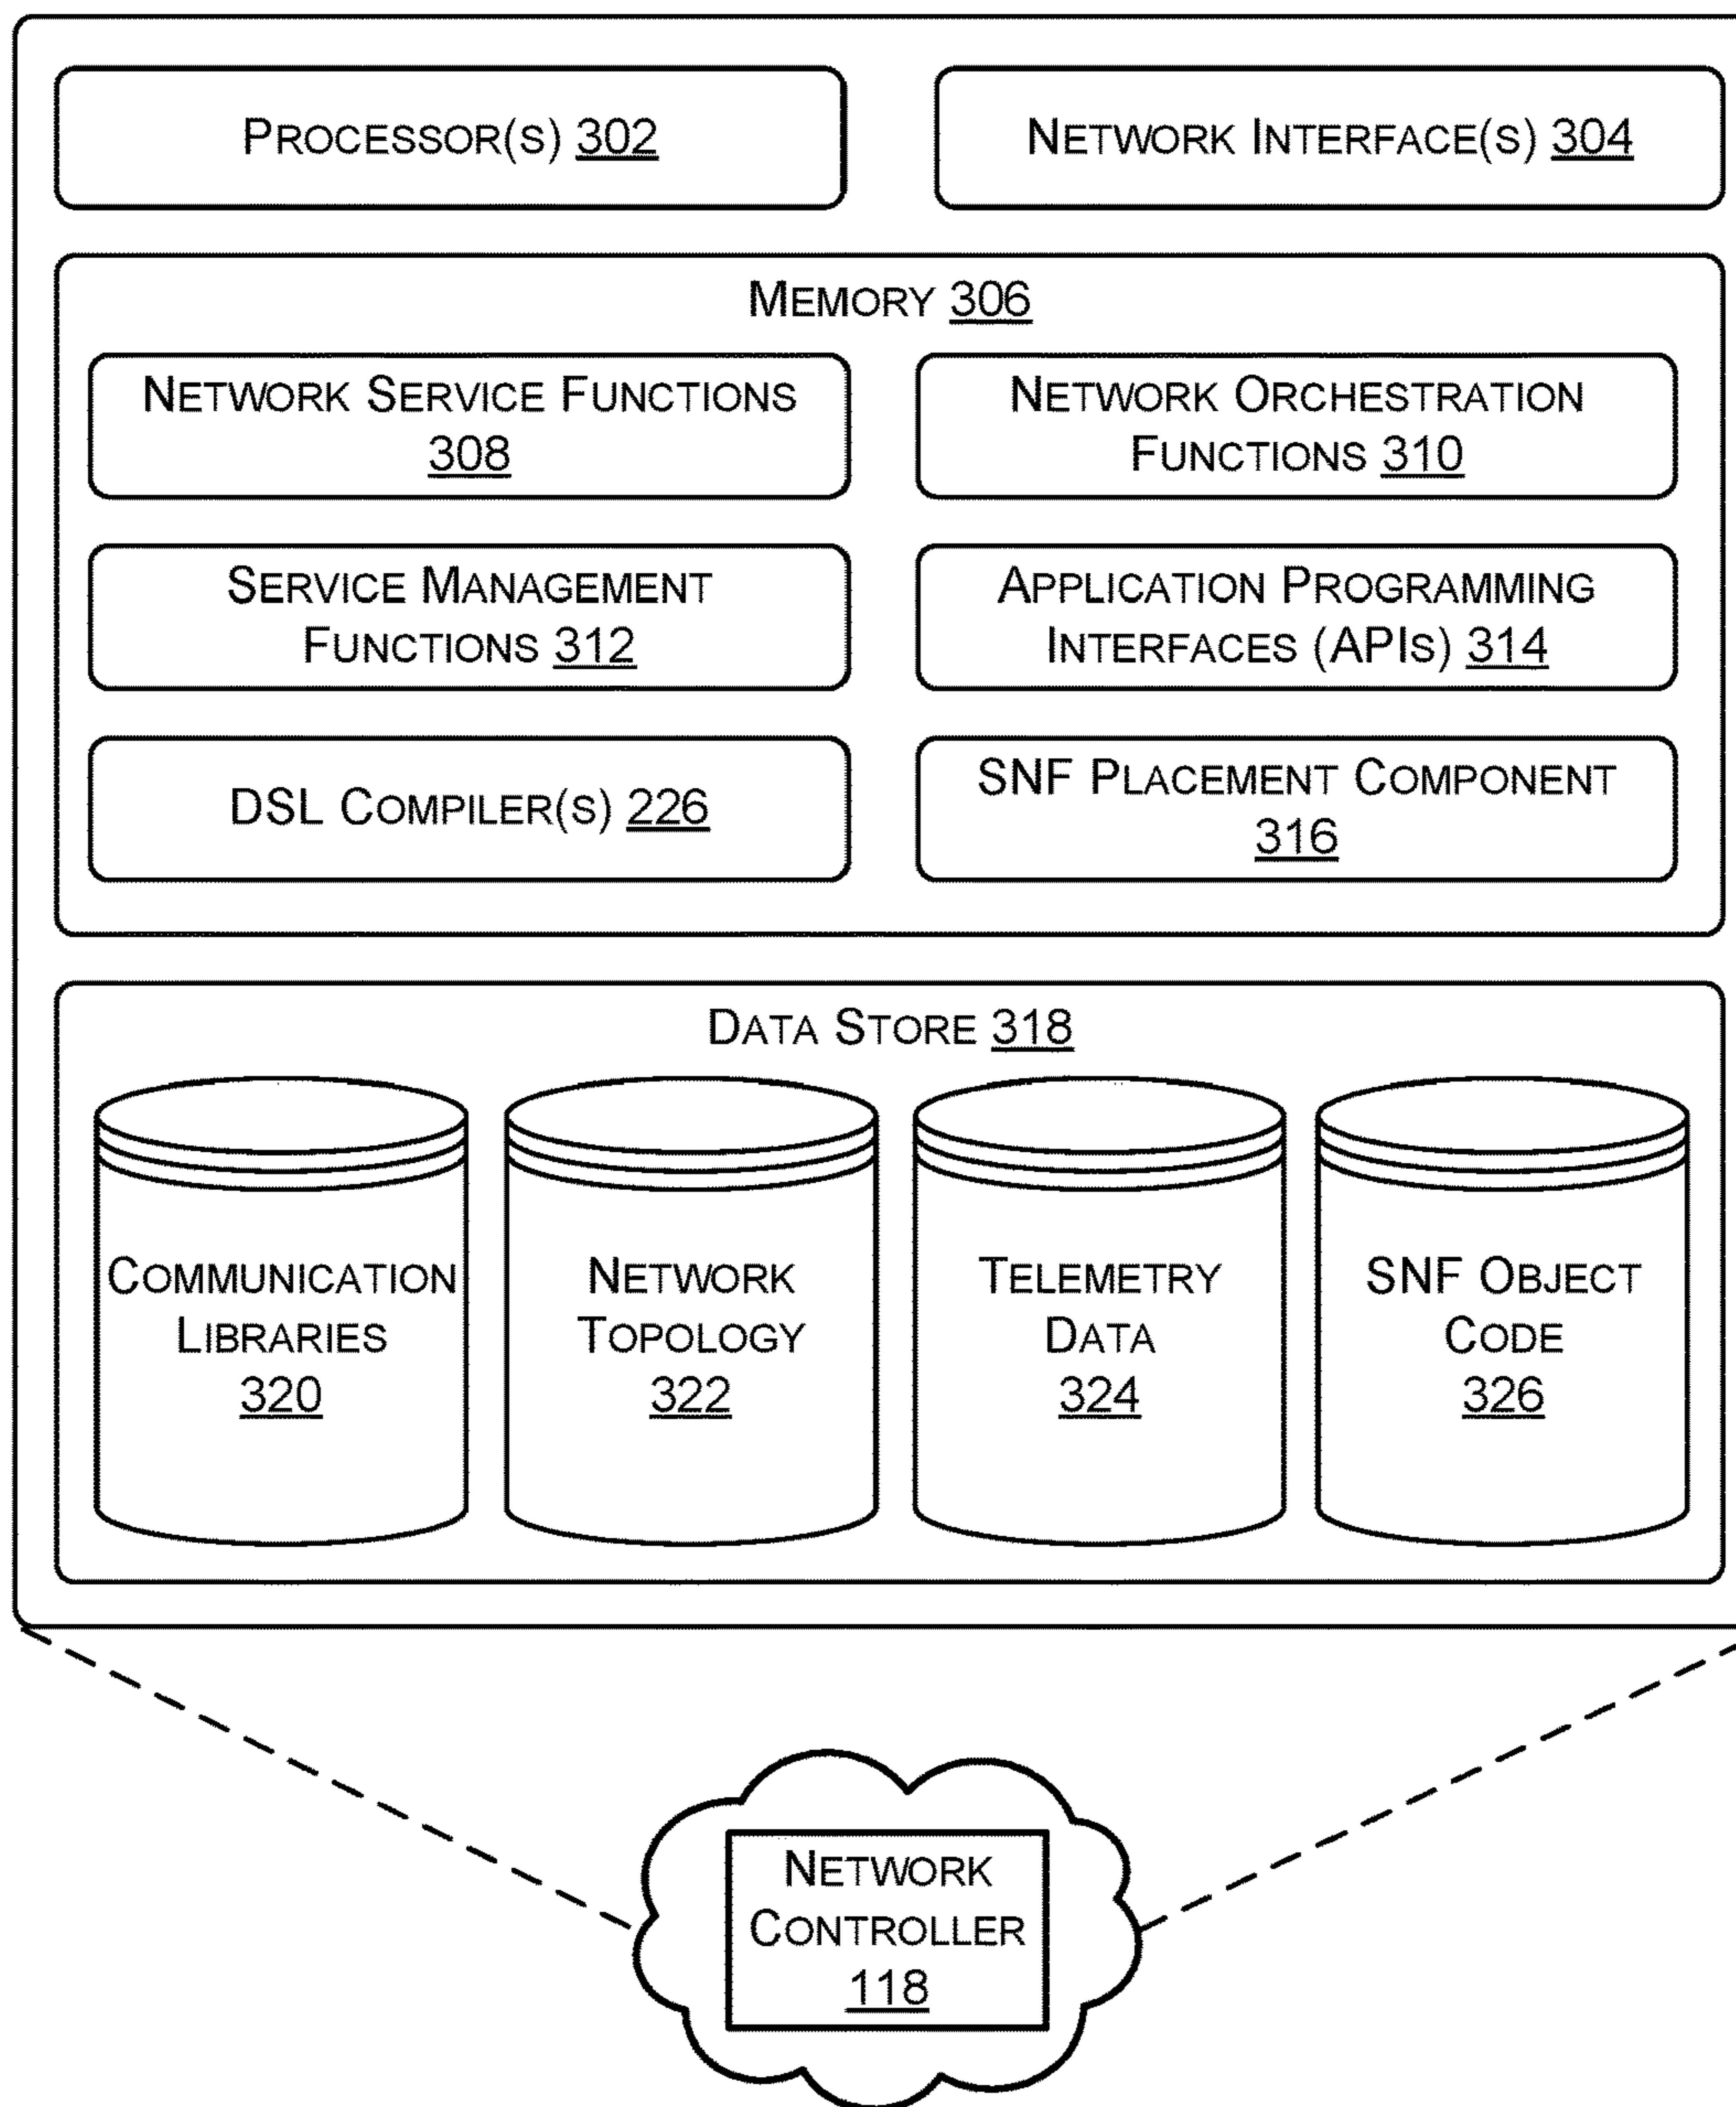 PROCESSOR(S) 302
NETWORK INTERFACE(S) 304
MEMORY 306
NETWORK SERVICE FUNCTIONS
308
NETWORK ORCHESTRATION
FUNCTIONS 310
SERVICE MANAGEMENT
FUNCTIONS 312
APPLICATION PROGRAMMING
INTERFACES (APIS) 314
DSL COMPILER(S) 226
SNF PLACEMENT COMPONENT
316
DATA STORE 318
COMMUNICATION
LIBRARIES
320
NETWORK
TOPOLOGY
322
TELEMETRY
DATA
324
SNF OBJECT
CODE
326
NETWORK
CONTROLLER
118